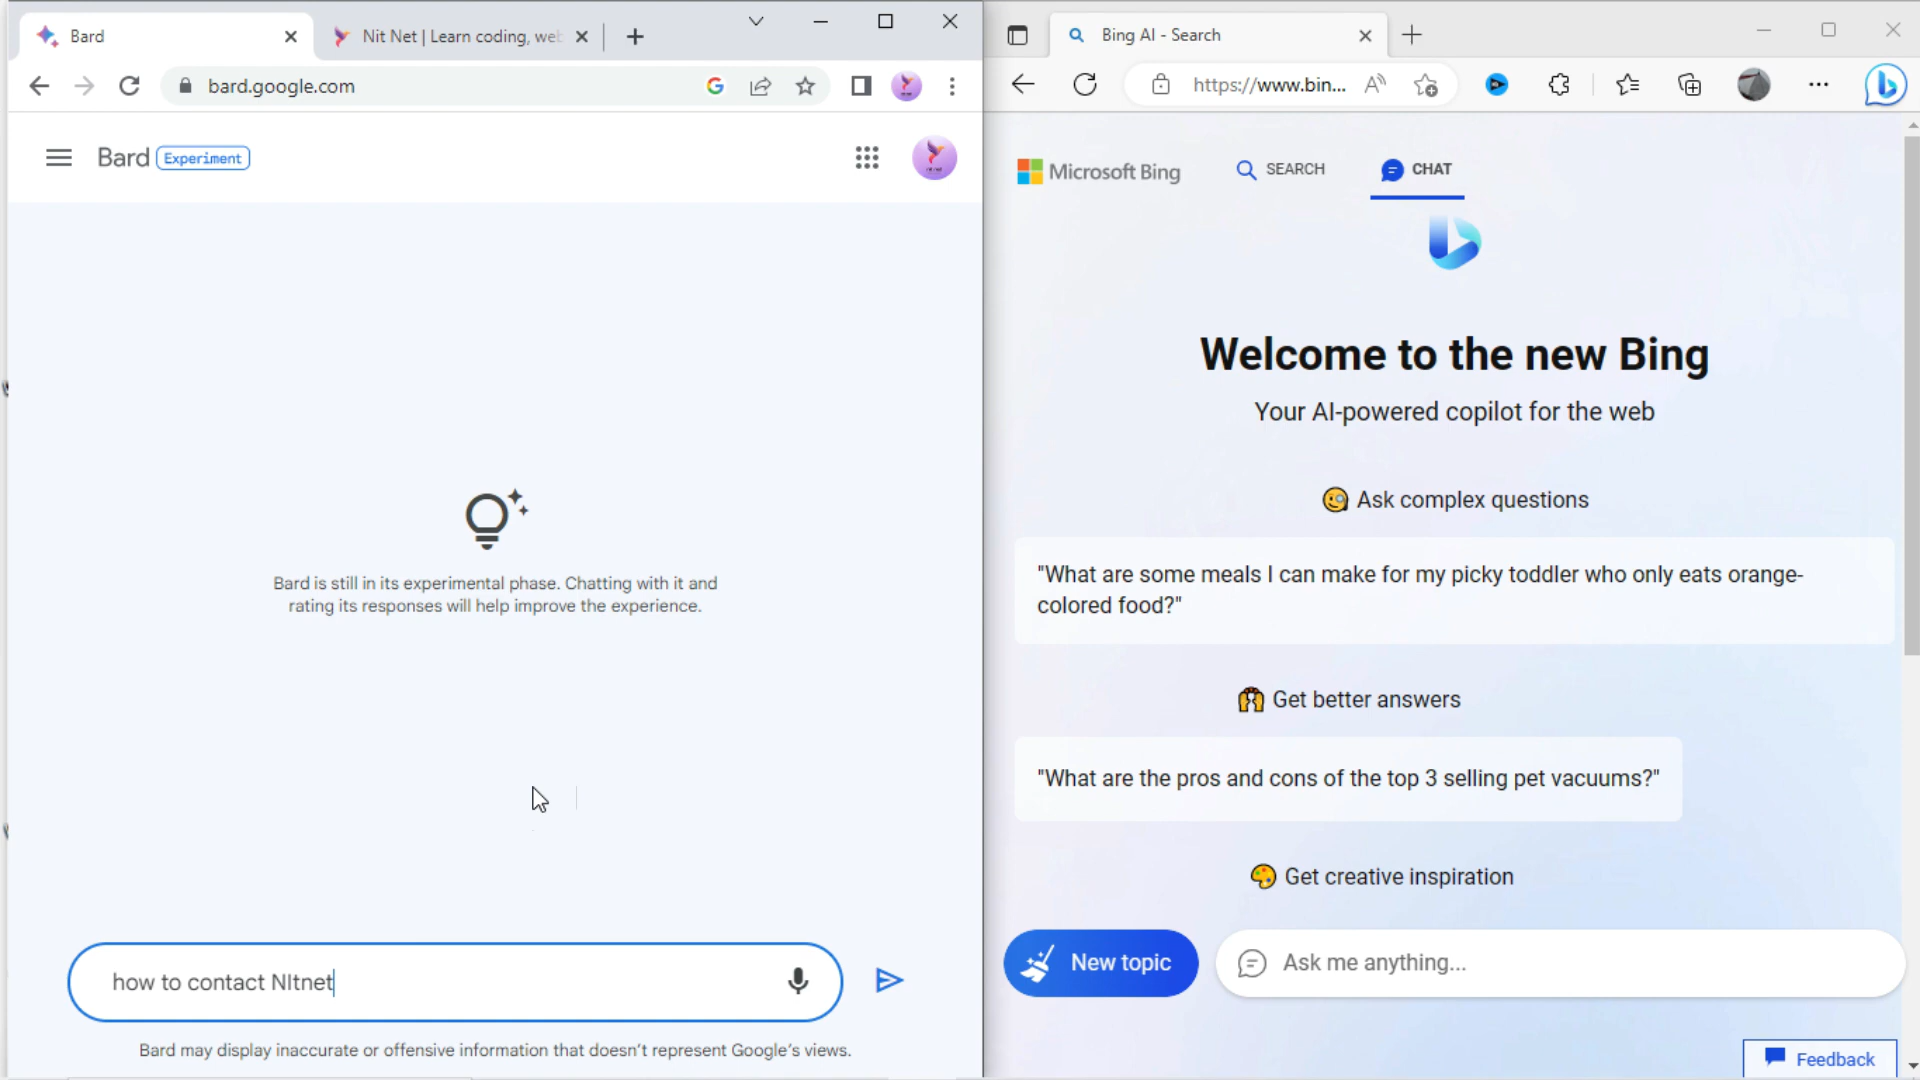 Bard
Nit Net | Learn coding, web
bard.google.com
Bard Experiment
Bard is still in its experimental phase. Chatting with it and
rating its responses will help improve the experience.
how to contact NItnet
Bard may display inaccurate or offensive information that doesn't represent Google's views.
Bing AI - Search
https://www.bin...
Microsoft Bing
SEARCH
CHAT
Welcome to the new Bing
Your AI-powered copilot for the web
Ask complex questions
"What are some meals I can make for my picky toddler who only eats orange-
colored food?"
Get better answers
"What are the pros and cons of the top 3 selling pet vacuums?"
Get creative inspiration
New topic
Ask me anything...
Feedback